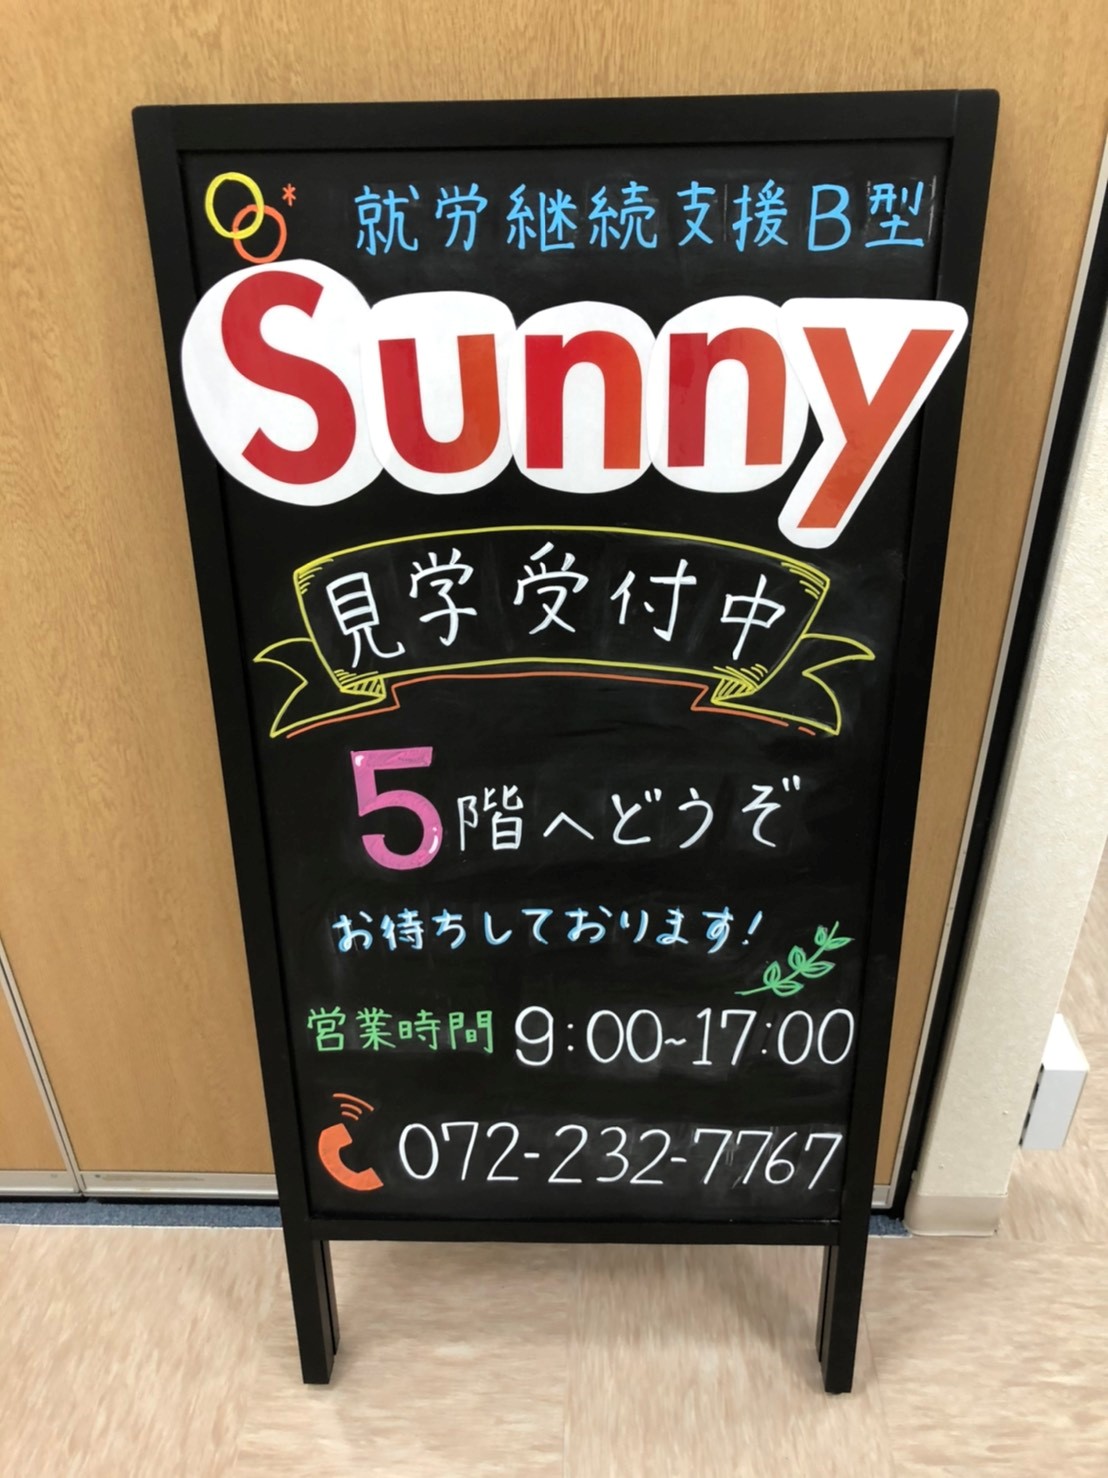 就労継続支援B型
Sunny
見学受付中
5階へどうぞ
お待ちしております!
営業時間 9:00~17:00
072-232-7767